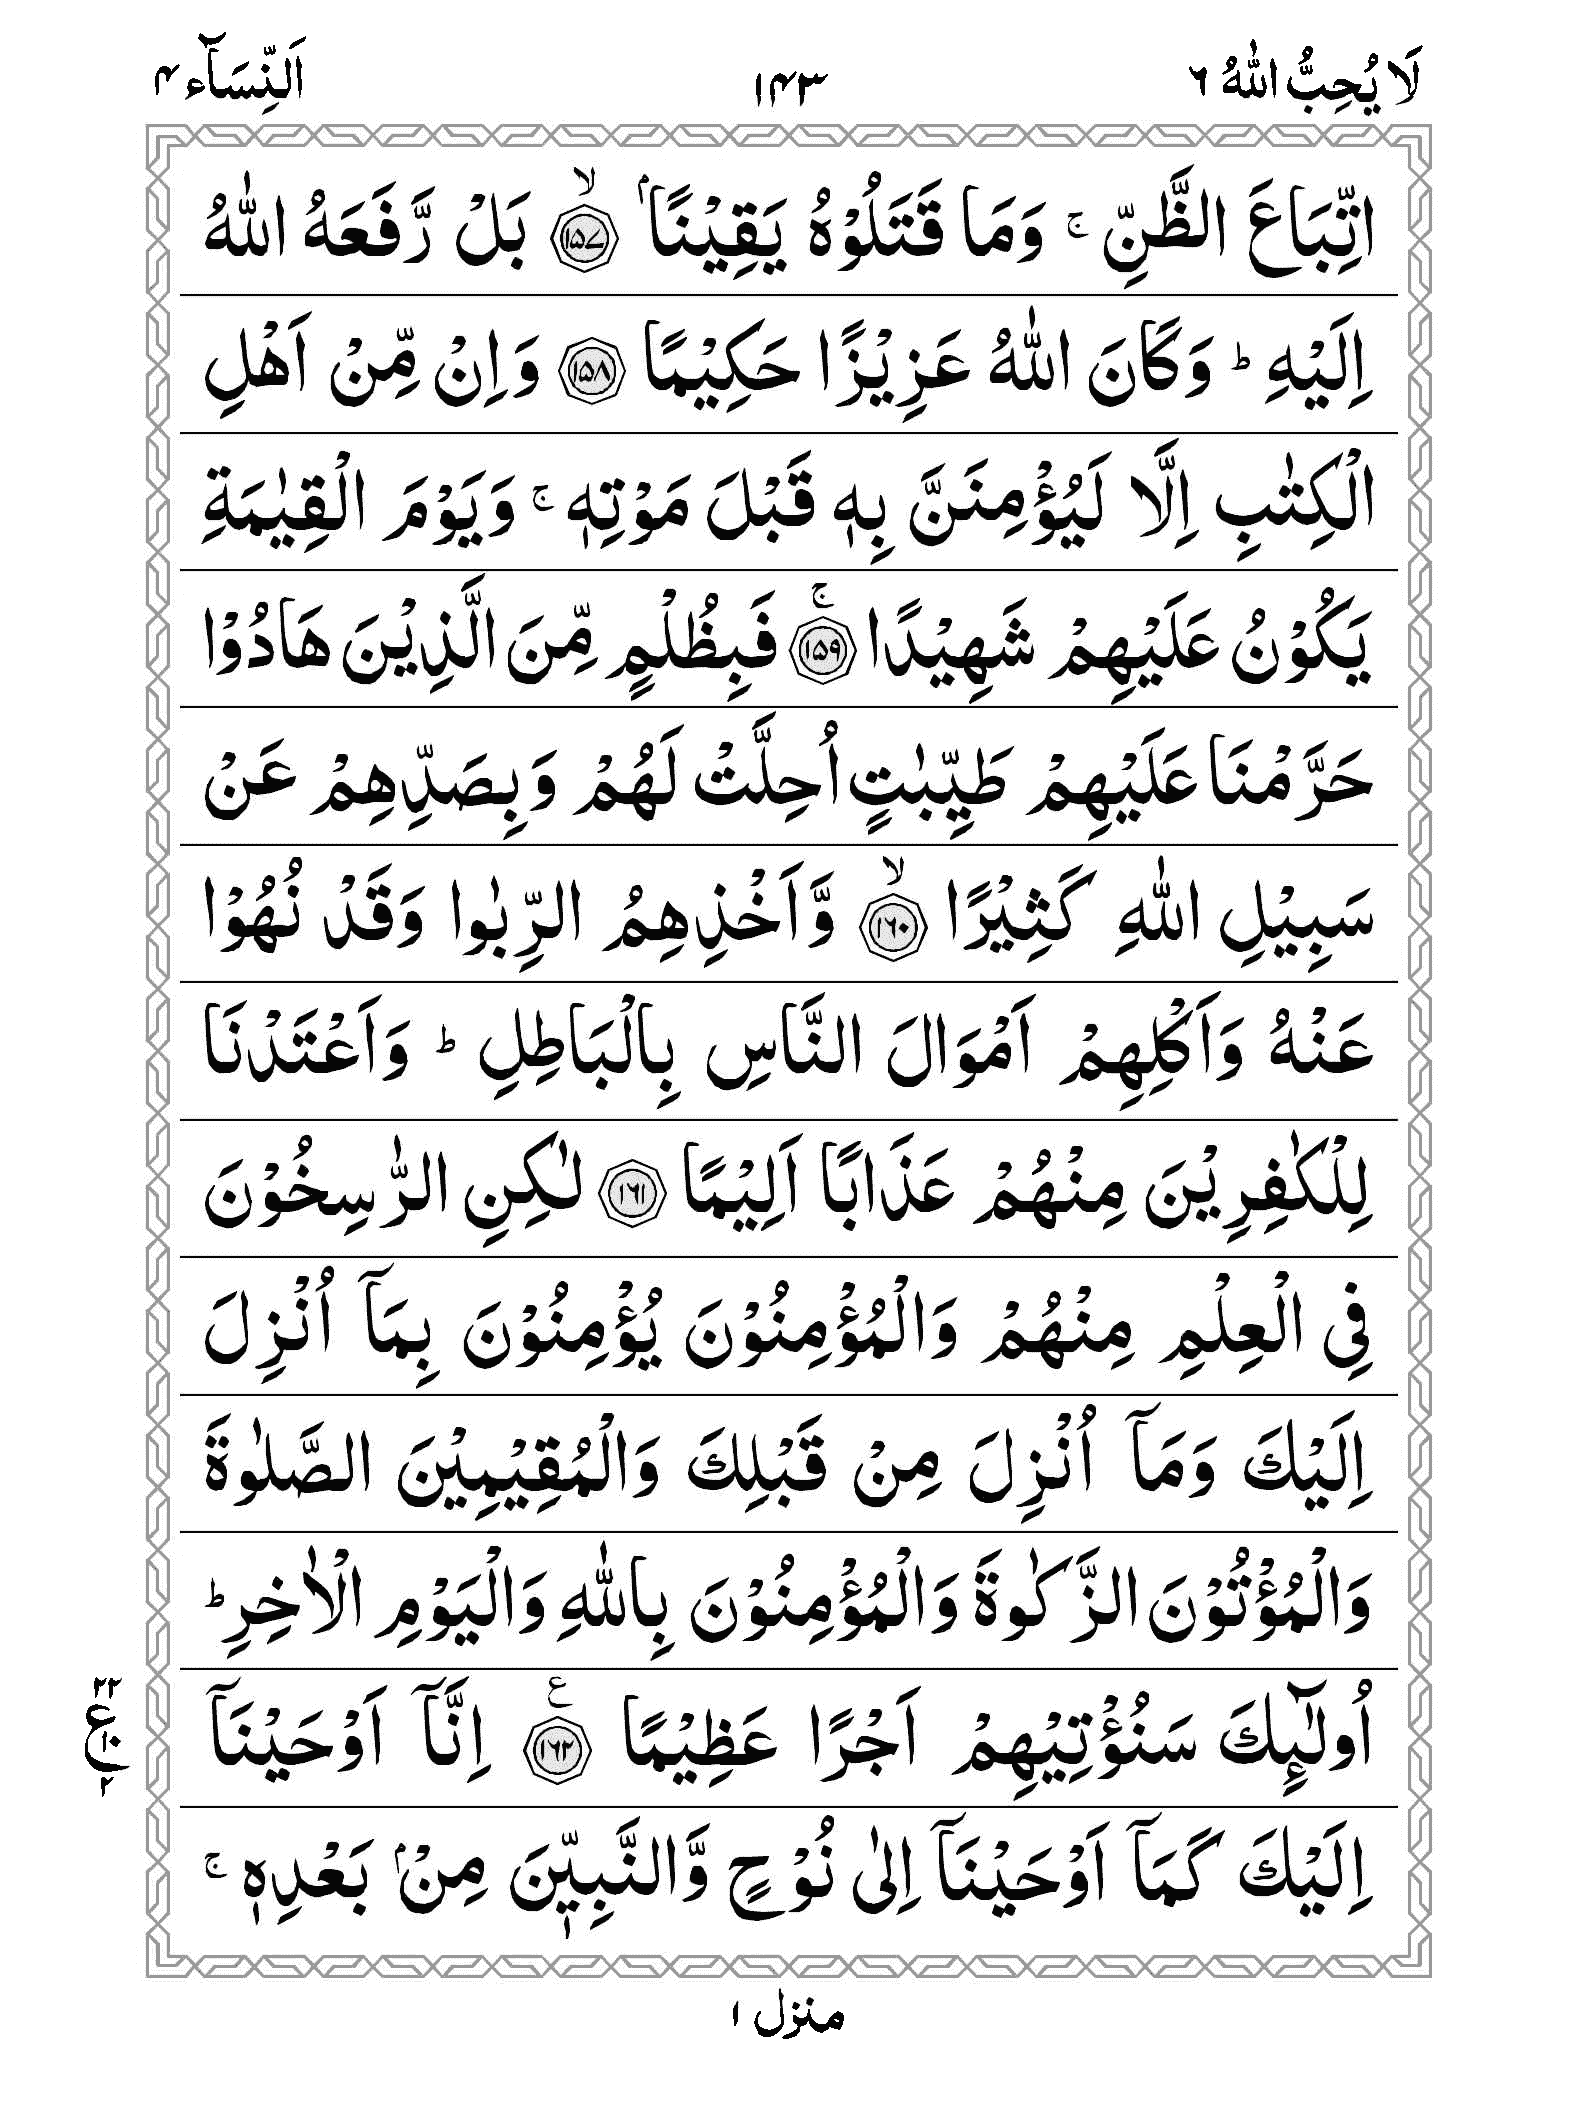 لَا يُحِبُّ اللّٰهُ ٦ ١٤٣ اَلنِّسَآء ٤
اتِّبَاعَ الظَّنِّ ۚ وَمَا قَتَلُوْهُ يَقِيْنًاۢ ۙ﴿١٥٧﴾ بَلْ رَّفَعَهُ اللّٰهُ
اِلَيْهِ ؕ وَكَانَ اللّٰهُ عَزِيْزًا حَكِيْمًا ﴿١٥٨﴾ وَاِنْ مِّنْ اَهْلِ
الْكِتٰبِ اِلَّا لَيُؤْمِنَنَّ بِهٖ قَبْلَ مَوْتِهٖ ۚ وَيَوْمَ الْقِيٰمَةِ
يَكُوْنُ عَلَيْهِمْ شَهِيْدًا ۚ﴿١٥٩﴾ فَبِظُلْمٍ مِّنَ الَّذِيْنَ هَادُوْا
حَرَّمْنَا عَلَيْهِمْ طَيِّبٰتٍ اُحِلَّتْ لَهُمْ وَبِصَدِّهِمْ عَنْ
سَبِيْلِ اللّٰهِ كَثِيْرًا ۙ﴿١٦٠﴾ وَّاَخْذِهِمُ الرِّبٰوا وَقَدْ نُهُوْا
عَنْهُ وَاَكْلِهِمْ اَمْوَالَ النَّاسِ بِالْبَاطِلِ ؕ وَاَعْتَدْنَا
لِلْكٰفِرِيْنَ مِنْهُمْ عَذَابًا اَلِيْمًا ﴿١٦١﴾ لٰكِنِ الرّٰسِخُوْنَ
فِي الْعِلْمِ مِنْهُمْ وَالْمُؤْمِنُوْنَ يُؤْمِنُوْنَ بِمَآ اُنْزِلَ
اِلَيْكَ وَمَآ اُنْزِلَ مِنْ قَبْلِكَ وَالْمُقِيْمِيْنَ الصَّلٰوةَ
وَالْمُؤْتُوْنَ الزَّكٰوةَ وَالْمُؤْمِنُوْنَ بِاللّٰهِ وَالْيَوْمِ الْاٰخِرِ ؕ
اُولٰٓئِكَ سَنُؤْتِيْهِمْ اَجْرًا عَظِيْمًا ﴿١٦٢﴾ع اِنَّآ اَوْحَيْنَآ
٢٢
ع
١٠
٢
اِلَيْكَ كَمَآ اَوْحَيْنَآ اِلٰى نُوْحٍ وَّالنَّبِيّٖنَ مِنْۢ بَعْدِهٖ ۚ
منزل ١